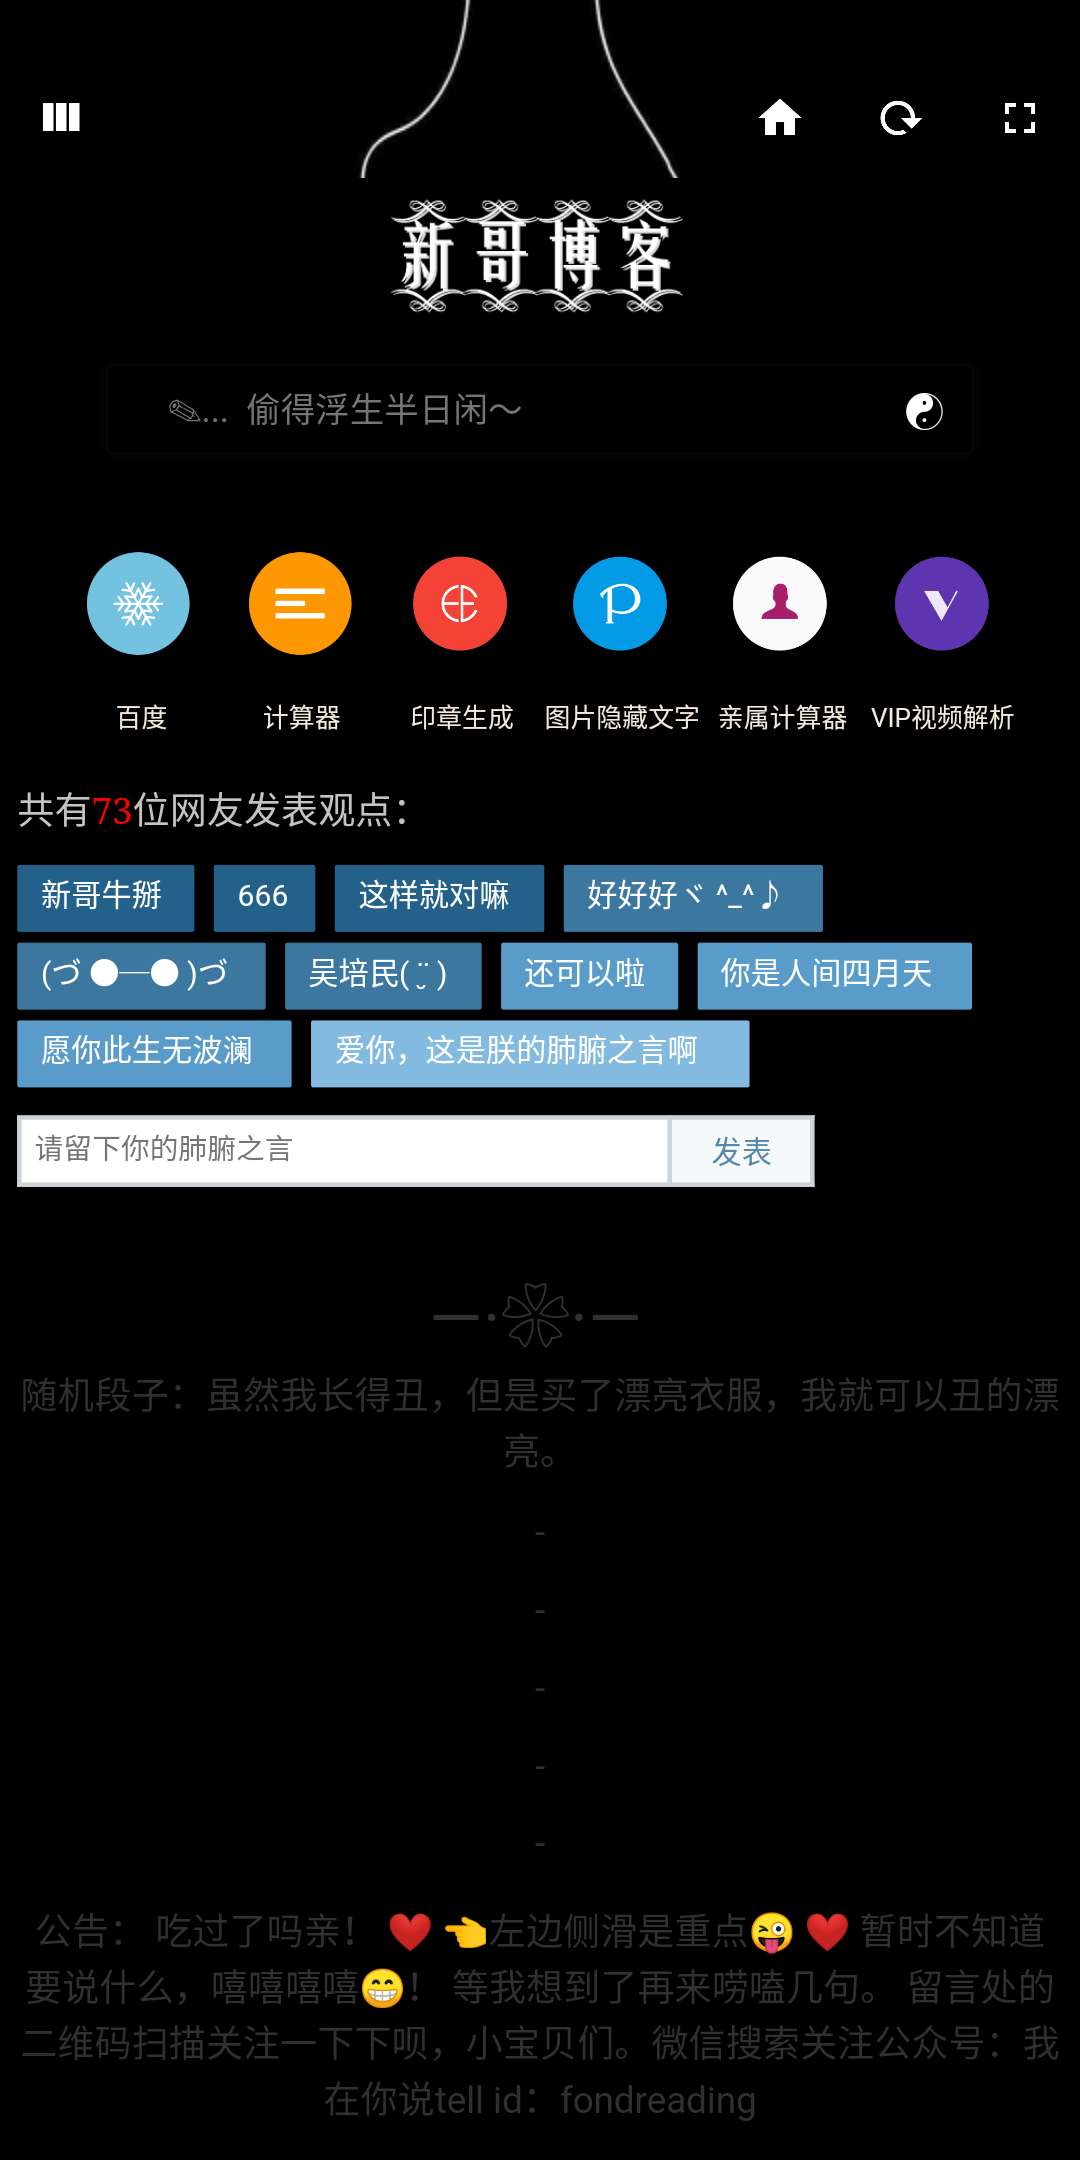 新哥博客
✎... 偷得浮生半日闲～
百度 计算器 印章生成 图片隐藏文字 亲属计算器 VIP视频解析
共有73位网友发表观点：
新哥牛掰 666 这样就对嘛 好好好ヾ ^_^♪
(づ ●─● )づ 吴培民( ¨̮ ) 还可以啦 你是人间四月天
愿你此生无波澜 爱你，这是朕的肺腑之言啊
请留下你的肺腑之言 发表
—·✿·—
随机段子：虽然我长得丑，但是买了漂亮衣服，我就可以丑的漂
亮。
-
-
-
-
-
公告： 吃过了吗亲！ ❤️ 👈左边侧滑是重点😜 ❤️ 暂时不知道
要说什么，嘻嘻嘻嘻😁！ 等我想到了再来唠嗑几句。 留言处的
二维码扫描关注一下下呗，小宝贝们。微信搜索关注公众号：我
在你说tell id：fondreading